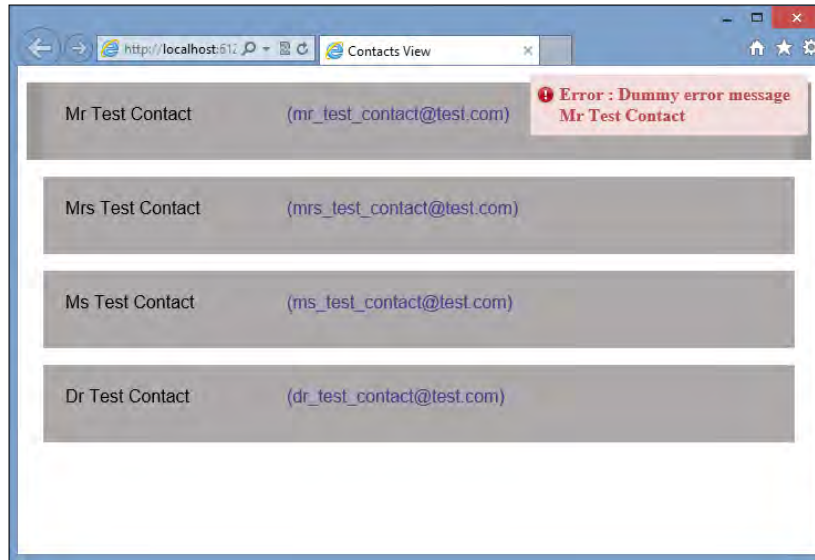 http://localhost:612
Contacts View
Mr Test Contact (mr_test_contact@test.com)
Error : Dummy error message
Mr Test Contact
Mrs Test Contact (mrs_test_contact@test.com)
Ms Test Contact (ms_test_contact@test.com)
Dr Test Contact (dr_test_contact@test.com)